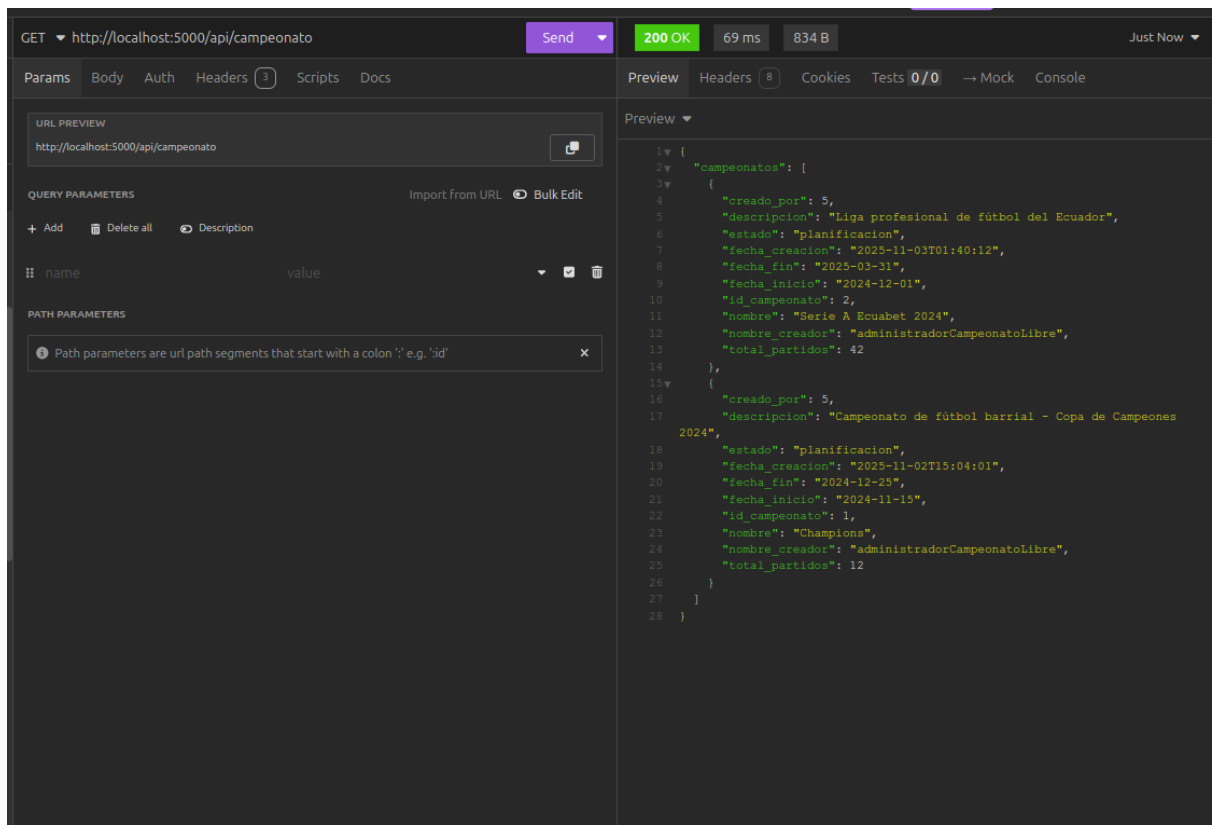 GET http://localhost:5000/api/campeonato
Send
200 OK 69 ms 834 B
Just Now
Params Body Auth Headers 3 Scripts Docs
Preview Headers 8 Cookies Tests 0/0 → Mock Console
URL PREVIEW
http://localhost:5000/api/campeonato
QUERY PARAMETERS
Import from URL Bulk Edit
+ Add Delete all Description
name value
PATH PARAMETERS
Path parameters are url path segments that start with a colon ':' e.g. ':id'
Preview
1 {
2 "campeonatos": [
3 {
4 "creado_por": 5,
5 "descripcion": "Liga profesional de fútbol del Ecuador",
6 "estado": "planificacion",
7 "fecha_creacion": "2025-11-03T01:40:12",
8 "fecha_fin": "2025-03-31",
9 "fecha_inicio": "2024-12-01",
10 "id_campeonato": 2,
11 "nombre": "Serie A Ecuabet 2024",
12 "nombre_creador": "administradorCampeonatoLibre",
13 "total_partidos": 42
14 },
15 {
16 "creado_por": 5,
17 "descripcion": "Campeonato de fútbol barrial - Copa de Campeones
2024",
18 "estado": "planificacion",
19 "fecha_creacion": "2025-11-02T15:04:01",
20 "fecha_fin": "2024-12-25",
21 "fecha_inicio": "2024-11-15",
22 "id_campeonato": 1,
23 "nombre": "Champions",
24 "nombre_creador": "administradorCampeonatoLibre",
25 "total_partidos": 12
26 }
27 ]
28 }